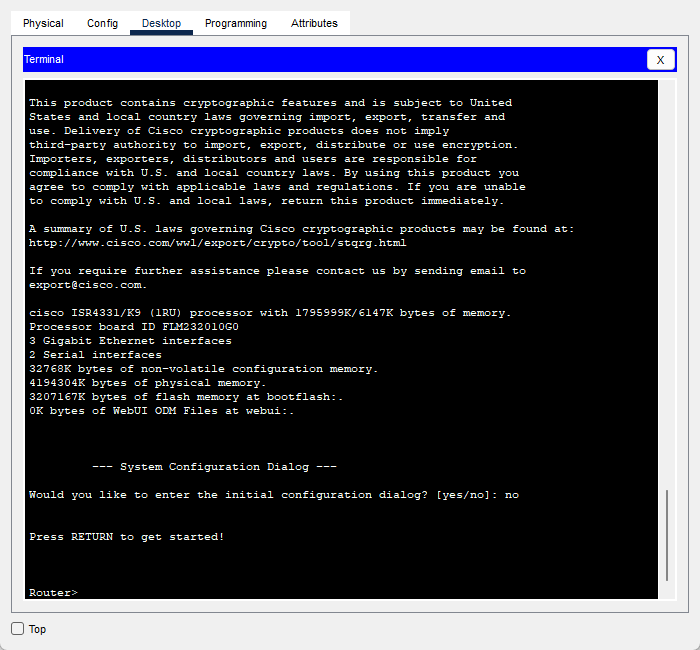 Physical Config Desktop Programming Attributes
Terminal X
This product contains cryptographic features and is subject to United
States and local country laws governing import, export, transfer and
use. Delivery of Cisco cryptographic products does not imply
third-party authority to import, export, distribute or use encryption.
Importers, exporters, distributors and users are responsible for
compliance with U.S. and local country laws. By using this product you
agree to comply with applicable laws and regulations. If you are unable
to comply with U.S. and local laws, return this product immediately.
A summary of U.S. laws governing Cisco cryptographic products may be found at:
http://www.cisco.com/wwl/export/crypto/tool/stqrg.html
If you require further assistance please contact us by sending email to
export@cisco.com.
cisco ISR4331/K9 (1RU) processor with 1795999K/6147K bytes of memory.
Processor board ID FLM232010G0
3 Gigabit Ethernet interfaces
2 Serial interfaces
32768K bytes of non-volatile configuration memory.
4194304K bytes of physical memory.
3207167K bytes of flash memory at bootflash:.
0K bytes of WebUI ODM Files at webui:.
--- System Configuration Dialog ---
Would you like to enter the initial configuration dialog? [yes/no]: no
Press RETURN to get started!
Router>
Top